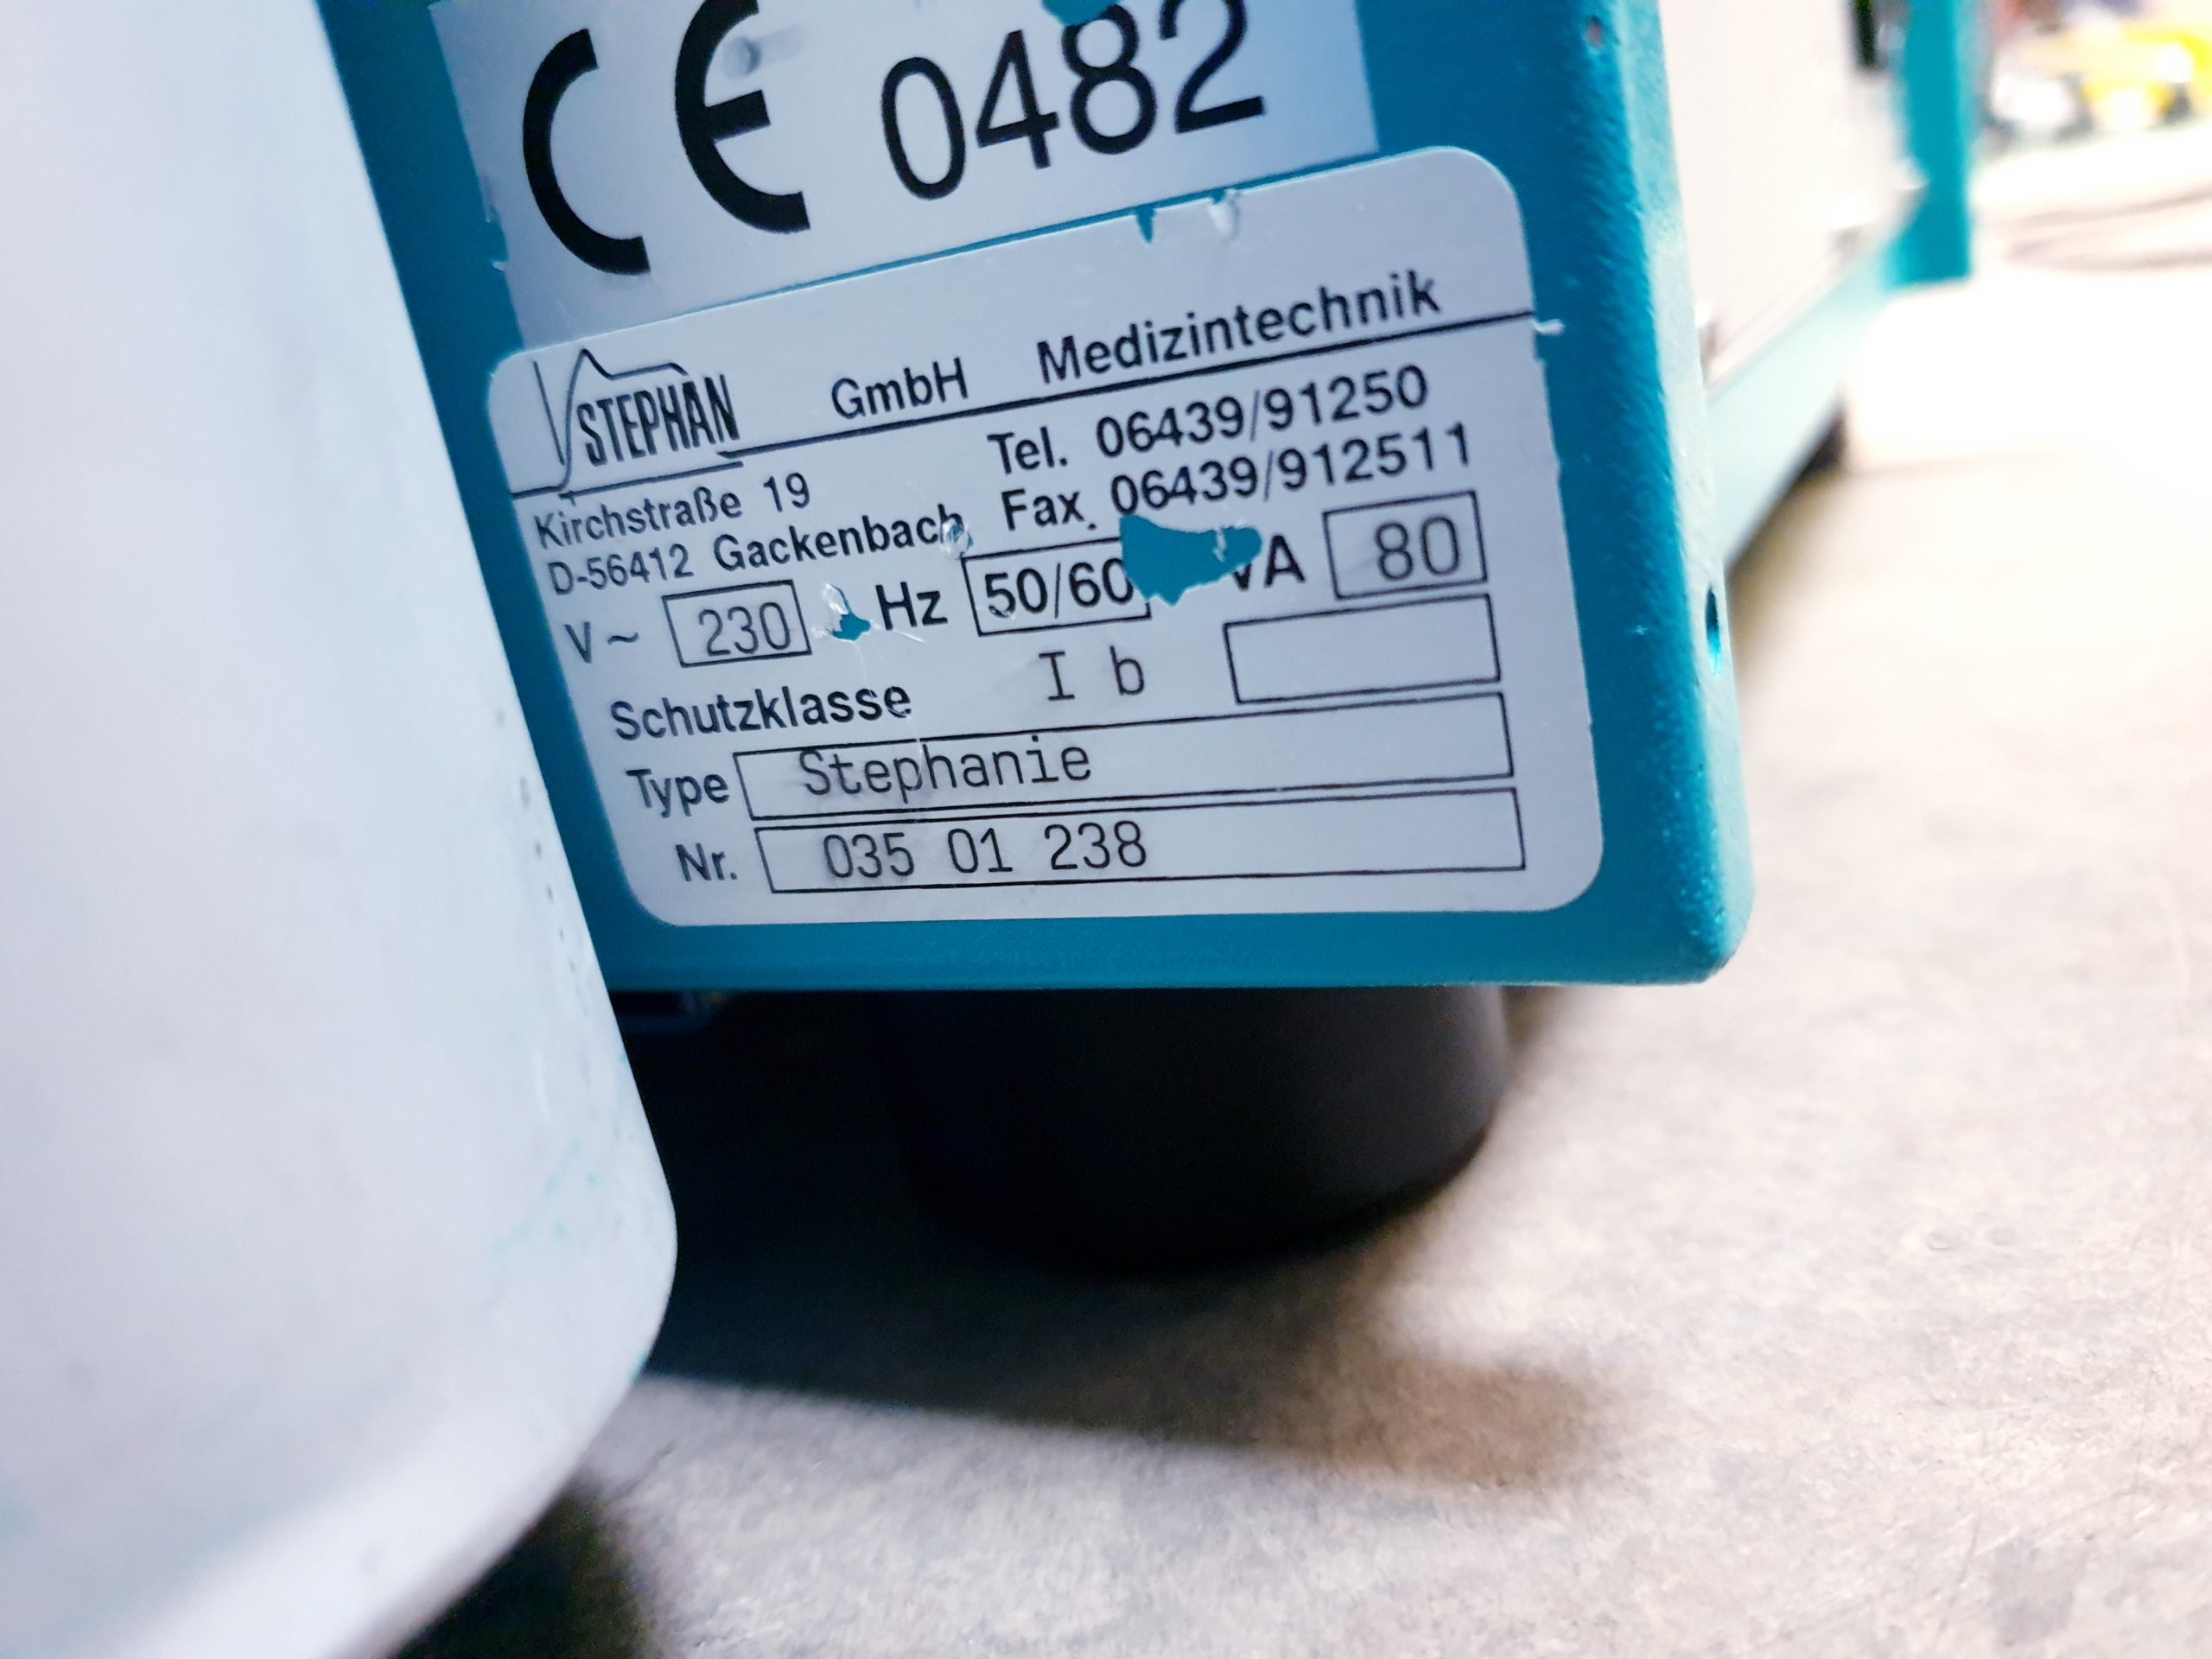 CE 0482
STEPHAN GmbH Medizintechnik
Kirchstraße 19 Tel. 06439/91250
D-56412 Gackenbach Fax. 06439/912511
V~ 230 Hz 50/60 VA 80
Schutzklasse I b
Type Stephanie
Nr. 035 01 238